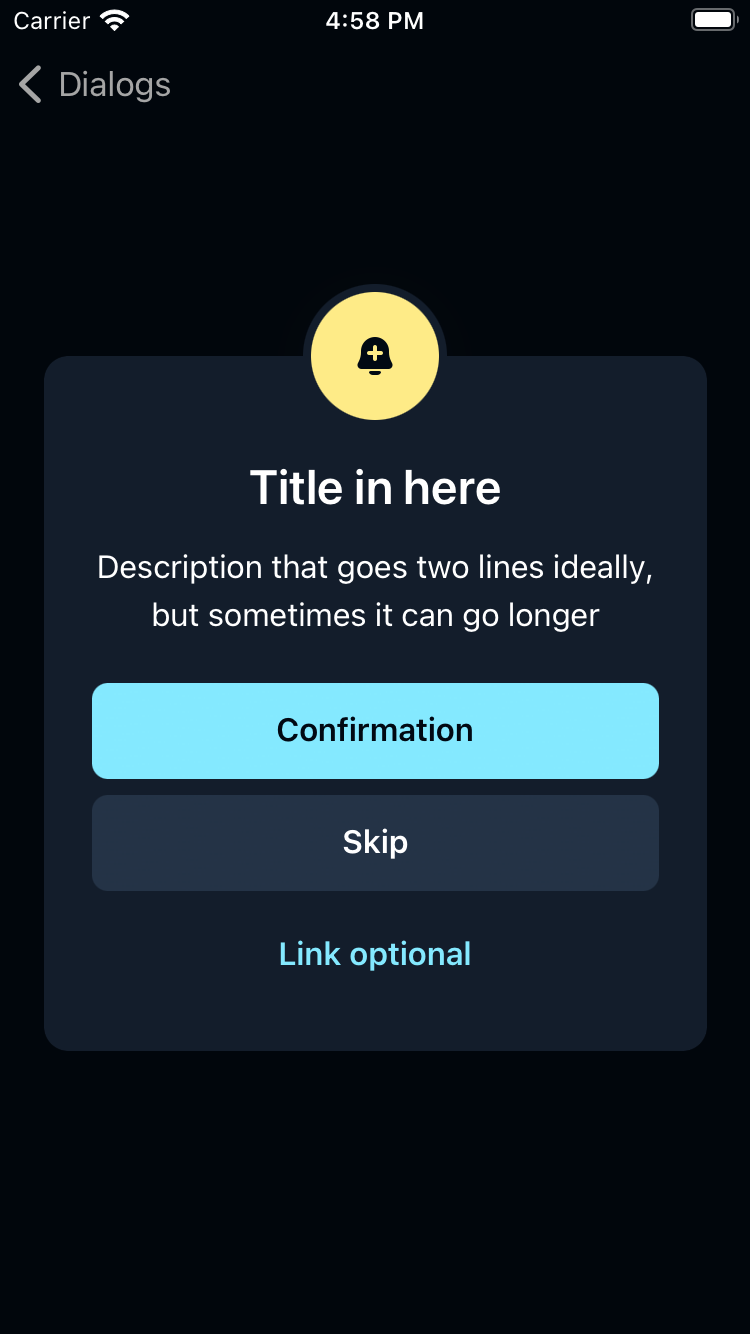 Carrier 4:58 PM
Dialogs
Title in here
Description that goes two lines ideally,
but sometimes it can go longer
Confirmation
Skip
Link optional